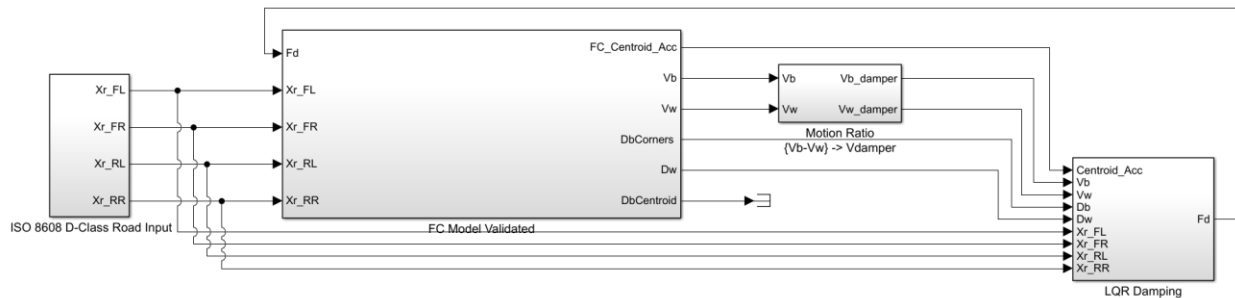 Xr_FL
Xr_FR
Xr_RL
Xr_RR
ISO 8608 D-Class Road Input
Fd
Xr_FL
Xr_FR
Xr_RL
Xr_RR
FC_Centroid_Acc
Vb
Vw
DbCorners
Dw
DbCentroid
FC Model Validated
Vb
Vw
Vb_damper
Vw_damper
Motion Ratio
{Vb-Vw} -> Vdamper
Centroid_Acc
Vb
Vw
Db
Dw
Xr_FL
Xr_FR
Xr_RL
Xr_RR
Fd
LQR Damping